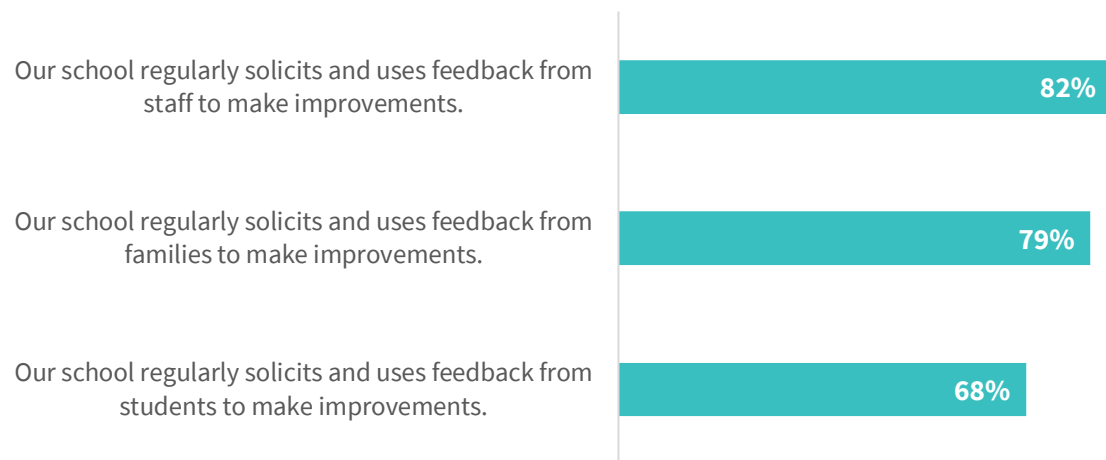 Our school regularly solicits and uses feedback from
staff to make improvements.
82%
Our school regularly solicits and uses feedback from
families to make improvements.
79%
Our school regularly solicits and uses feedback from
students to make improvements.
68%